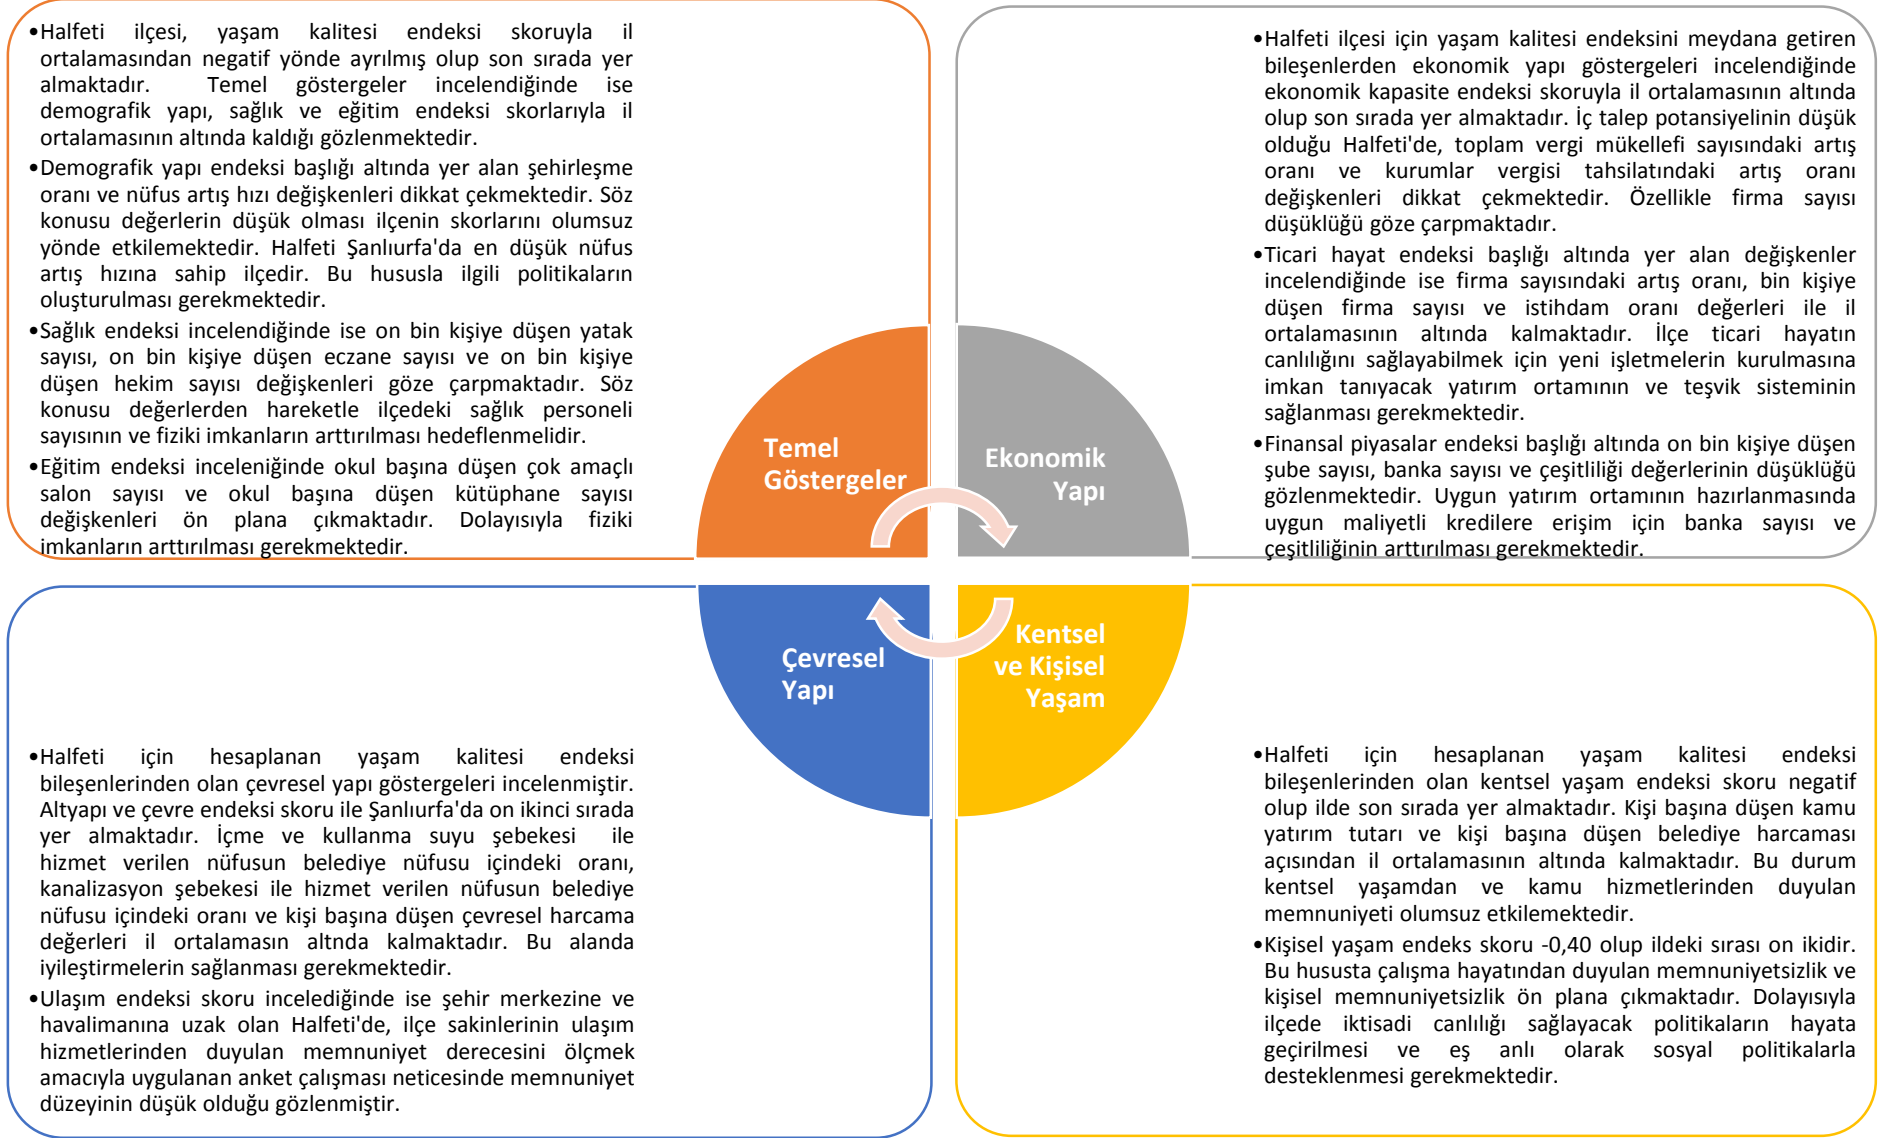 •Halfeti ilçesi, yaşam kalitesi endeksi skoruyla il
ortalamasından negatif yönde ayrılmış olup son sırada yer
almaktadır. Temel göstergeler incelendiğinde ise
demografik yapı, sağlık ve eğitim endeksi skorlarıyla il
ortalamasının altında kaldığı gözlenmektedir.
•Demografik yapı endeksi başlığı altında yer alan şehirleşme
oranı ve nüfus artış hızı değişkenleri dikkat çekmektedir. Söz
konusu değerlerin düşük olması ilçenin skorlarını olumsuz
yönde etkilemektedir. Halfeti Şanlıurfa'da en düşük nüfus
artış hızına sahip ilçedir. Bu hususla ilgili politikaların
oluşturulması gerekmektedir.
•Sağlık endeksi incelendiğinde ise on bin kişiye düşen yatak
sayısı, on bin kişiye düşen eczane sayısı ve on bin kişiye
düşen hekim sayısı değişkenleri göze çarpmaktadır. Söz
konusu değerlerden hareketle ilçedeki sağlık personeli
sayısının ve fiziki imkanların arttırılması hedeflenmelidir.
•Eğitim endeksi inceleniğinde okul başına düşen çok amaçlı
salon sayısı ve okul başına düşen kütüphane sayısı
değişkenleri ön plana çıkmaktadır. Dolayısıyla fiziki
imkanların arttırılması gerekmektedir.
Temel
Göstergeler
•Halfeti ilçesi için yaşam kalitesi endeksini meydana getiren
bileşenlerden ekonomik yapı göstergeleri incelendiğinde
ekonomik kapasite endeksi skoruyla il ortalamasının altında
olup son sırada yer almaktadır. İç talep potansiyelinin düşük
olduğu Halfeti'de, toplam vergi mükellefi sayısındaki artış
oranı ve kurumlar vergisi tahsilatındaki artış oranı
değişkenleri dikkat çekmektedir. Özellikle firma sayısı
düşüklüğü göze çarpmaktadır.
•Ticari hayat endeksi başlığı altında yer alan değişkenler
incelendiğinde ise firma sayısındaki artış oranı, bin kişiye
düşen firma sayısı ve istihdam oranı değerleri ile il
ortalamasının altında kalmaktadır. İlçe ticari hayatın
canlılığını sağlayabilmek için yeni işletmelerin kurulmasına
imkan tanıyacak yatırım ortamının ve teşvik sisteminin
sağlanması gerekmektedir.
•Finansal piyasalar endeksi başlığı altında on bin kişiye düşen
şube sayısı, banka sayısı ve çeşitliliği değerlerinin düşüklüğü
gözlenmektedir. Uygun yatırım ortamının hazırlanmasında
uygun maliyetli kredilere erişim için banka sayısı ve
çeşitliliğinin arttırılması gerekmektedir.
Ekonomik
Yapı
•Halfeti için hesaplanan yaşam kalitesi endeksi
bileşenlerinden olan çevresel yapı göstergeleri incelenmiştir.
Altyapı ve çevre endeksi skoru ile Şanlıurfa'da on ikinci sırada
yer almaktadır. İçme ve kullanma suyu şebekesi ile
hizmet verilen nüfusun belediye nüfusu içindeki oranı,
kanalizasyon şebekesi ile hizmet verilen nüfusun belediye
nüfusu içindeki oranı ve kişi başına düşen çevresel harcama
değerleri il ortalamasın altnda kalmaktadır. Bu alanda
iyileştirmelerin sağlanması gerekmektedir.
•Ulaşım endeksi skoru incelediğinde ise şehir merkezine ve
havalimanına uzak olan Halfeti'de, ilçe sakinlerinin ulaşım
hizmetlerinden duyulan memnuniyet derecesini ölçmek
amacıyla uygulanan anket çalışması neticesinde memnuniyet
düzeyinin düşük olduğu gözlenmiştir.
Çevresel
Yapı
Kentsel
ve Kişisel
Yaşam
•Halfeti için hesaplanan yaşam kalitesi endeksi
bileşenlerinden olan kentsel yaşam endeksi skoru negatif
olup ilde son sırada yer almaktadır. Kişi başına düşen kamu
yatırım tutarı ve kişi başına düşen belediye harcaması
açısından il ortalamasının altında kalmaktadır. Bu durum
kentsel yaşamdan ve kamu hizmetlerinden duyulan
memnuniyeti olumsuz etkilemektedir.
•Kişisel yaşam endeks skoru -0,40 olup ildeki sırası on ikidir.
Bu hususta çalışma hayatından duyulan memnuniyetsizlik ve
kişisel memnuniyetsizlik ön plana çıkmaktadır. Dolayısıyla
ilçede iktisadi canlılığı sağlayacak politikaların hayata
geçirilmesi ve eş anlı olarak sosyal politikalarla
desteklenmesi gerekmektedir.